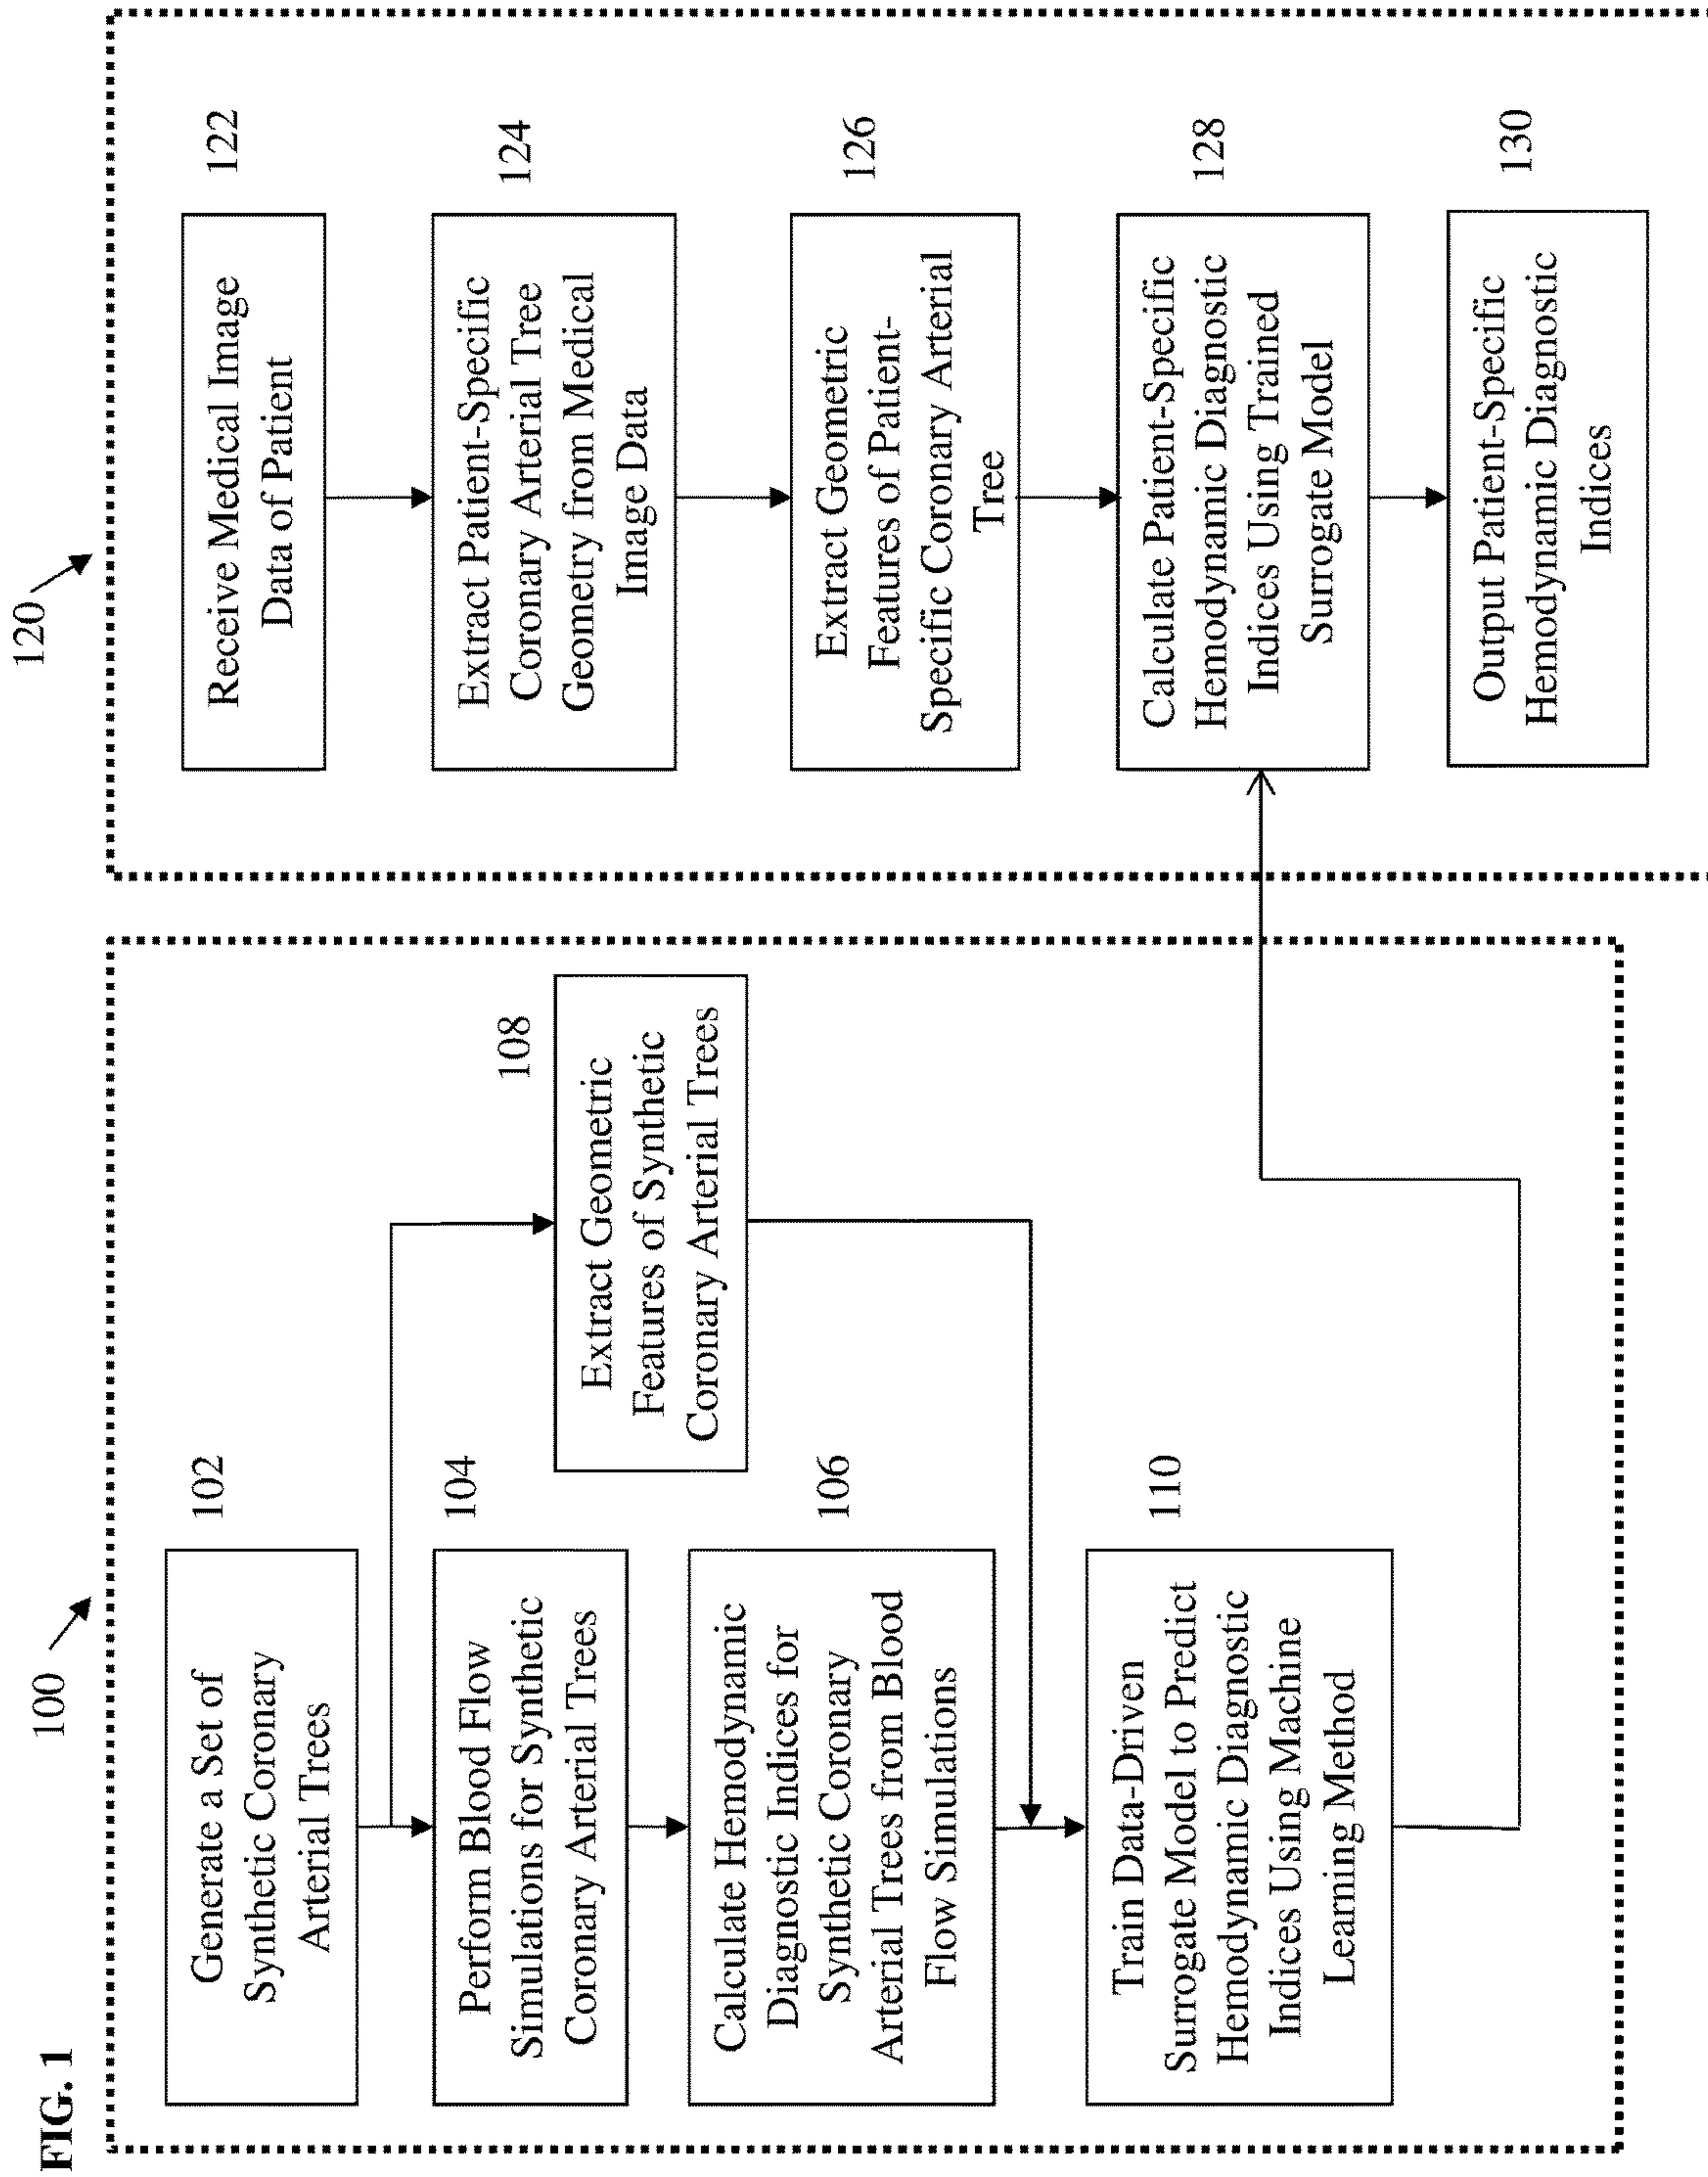 FIG. 1
100
102
Generate a Set of
Synthetic Coronary
Arterial Trees
104
Perform Blood Flow
Simulations for Synthetic
Coronary Arterial Trees
108
Extract Geometric
Features of Synthetic
Coronary Arterial Trees
106
Calculate Hemodynamic
Diagnostic Indices for
Synthetic Coronary
Arterial Trees from Blood
Flow Simulations
110
Train Data-Driven
Surrogate Model to Predict
Hemodynamic Diagnostic
Indices Using Machine
Learning Method
120
122
Receive Medical Image
Data of Patient
124
Extract Patient-Specific
Coronary Arterial Tree
Geometry from Medical
Image Data
126
Extract Geometric
Features of Patient-
Specific Coronary Arterial
Tree
128
Calculate Patient-Specific
Hemodynamic Diagnostic
Indices Using Trained
Surrogate Model
130
Output Patient-Specific
Hemodynamic Diagnostic
Indices